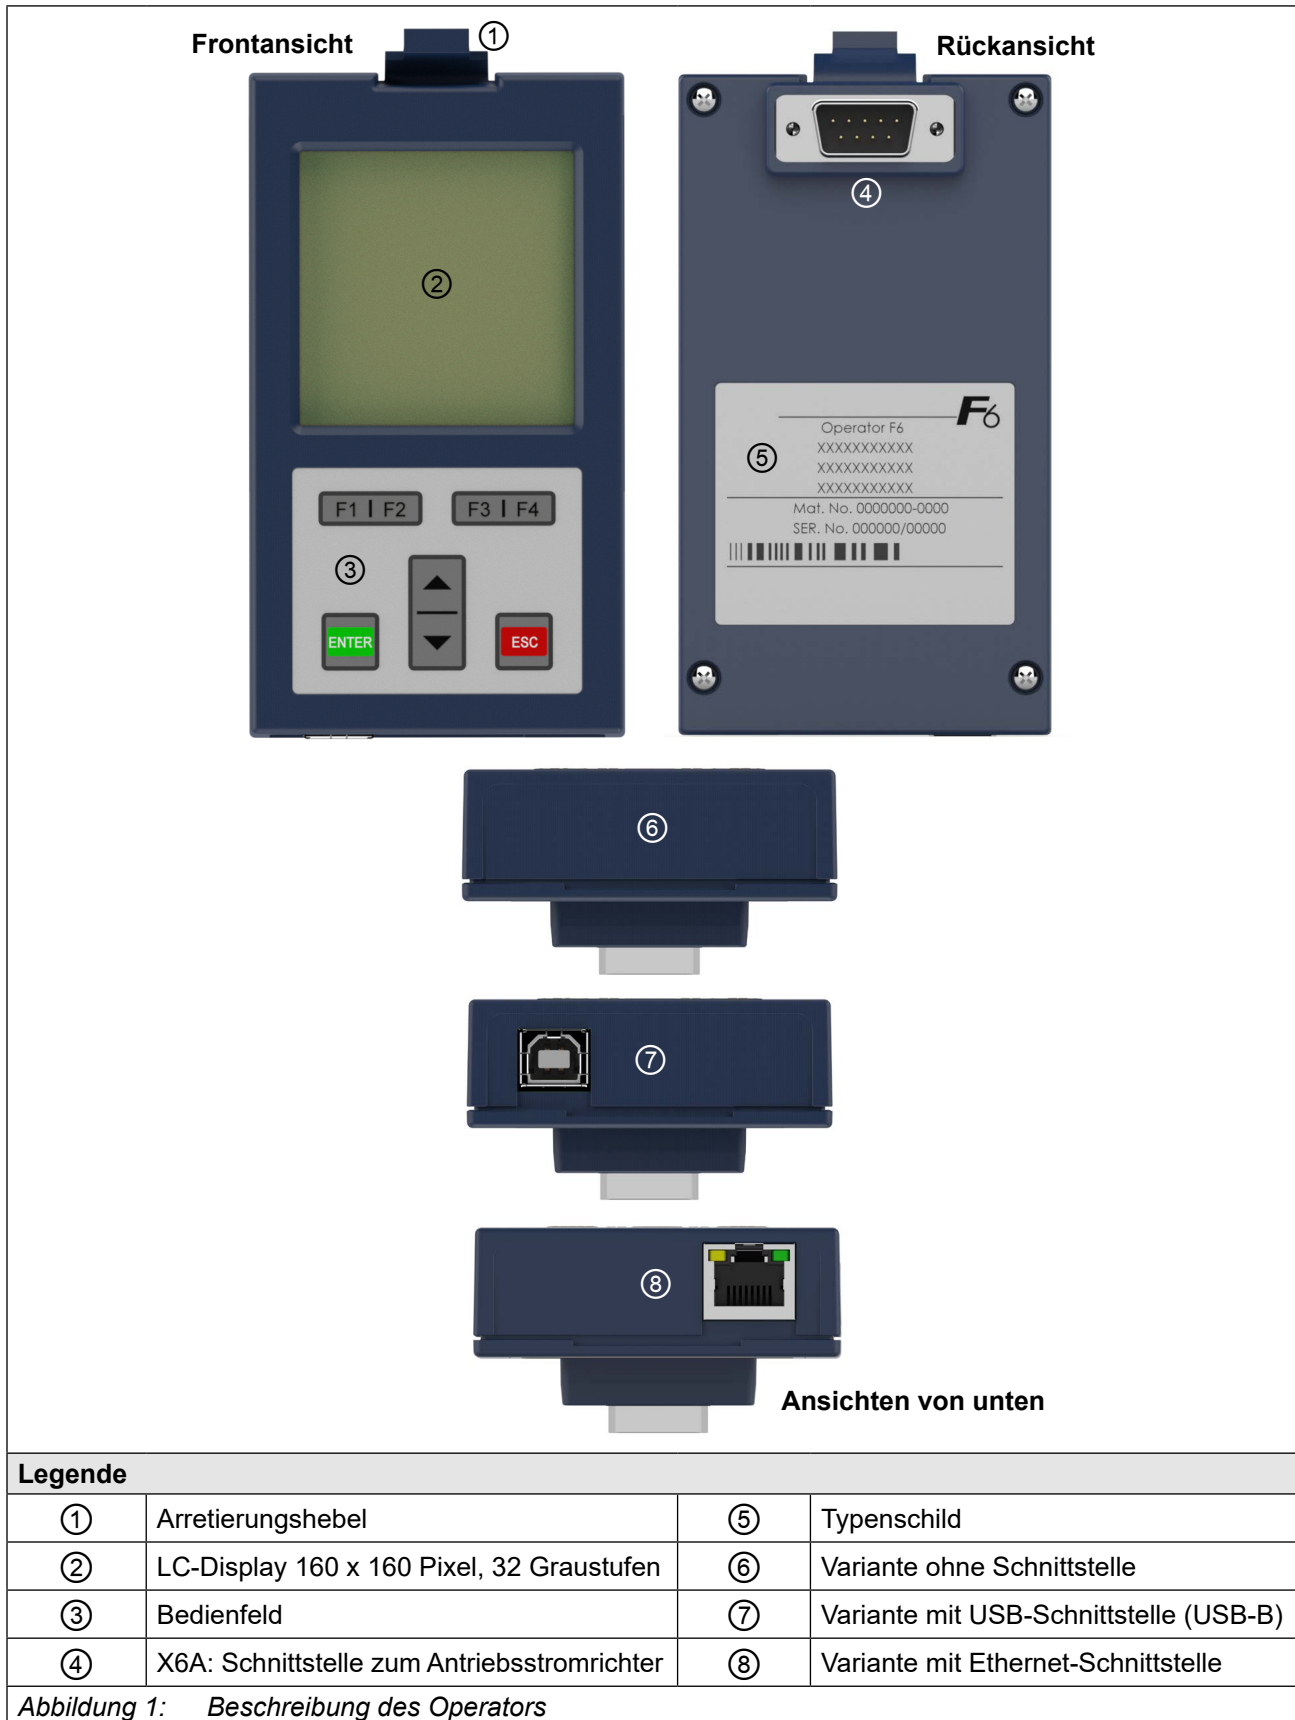 Frontansicht
①
Rückansicht
④
②
F6
Operator F6
⑤
XXXXXXXXXXX
XXXXXXXXXXX
XXXXXXXXXXX
Mat. No. 0000000-0000
SER. No. 000000/00000
F1 | F2
F3 | F4
③
ENTER
ESC
⑥
⑦
⑧
Ansichten von unten
Legende
① Arretierungshebel ⑤ Typenschild
② LC-Display 160 x 160 Pixel, 32 Graustufen ⑥ Variante ohne Schnittstelle
③ Bedienfeld ⑦ Variante mit USB-Schnittstelle (USB-B)
④ X6A: Schnittstelle zum Antriebsstromrichter ⑧ Variante mit Ethernet-Schnittstelle
Abbildung 1: Beschreibung des Operators